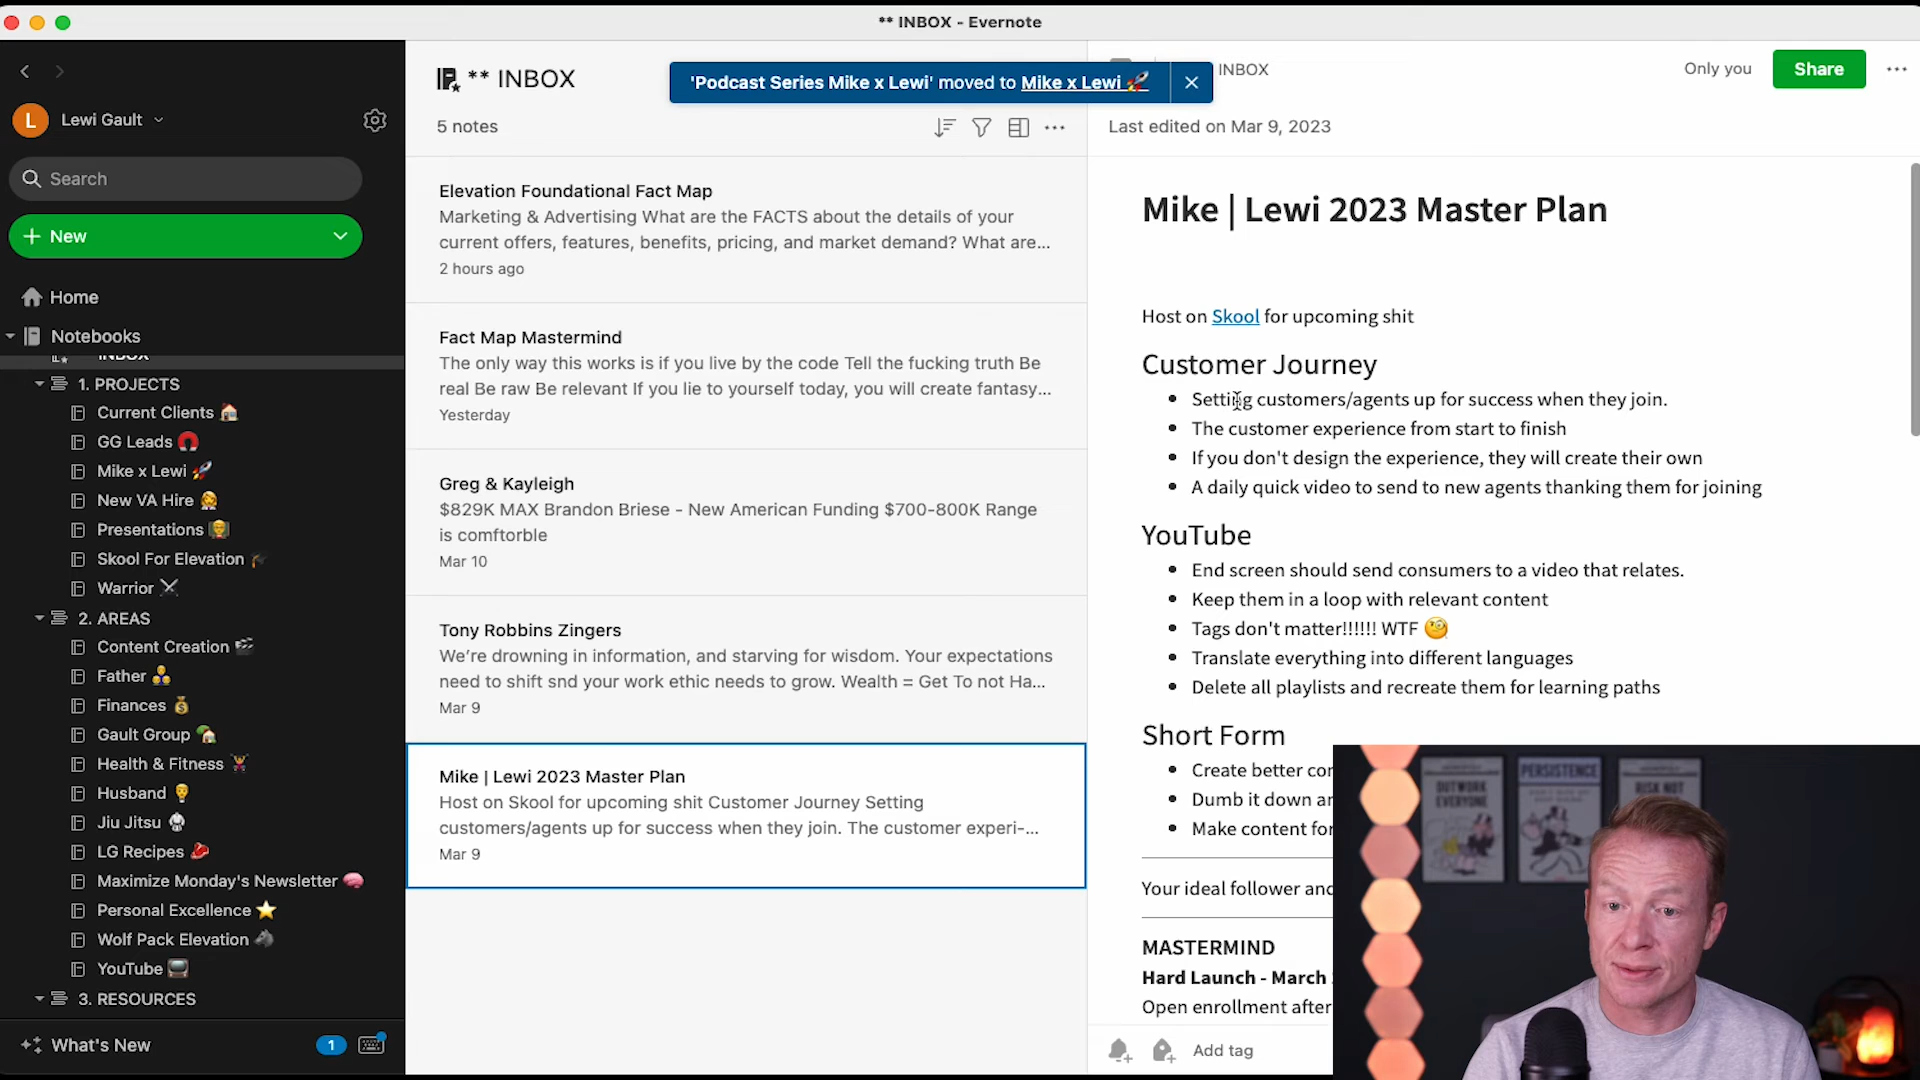 ** INBOX - Evernote
L Lewi Gault
Search
+ New
Home
Notebooks
INBOX
1. PROJECTS
Current Clients 🏠
GG Leads 🧲
Mike x Lewi 🚀
New VA Hire 👩‍💼
Presentations 👨‍🏫
Skool For Elevation 🎓
Warrior ⚔️
2. AREAS
Content Creation 🎬
Father 👨‍👶
Finances 💰
Gault Group 🏡
Health & Fitness 🏋️
Husband 👨
Jiu Jitsu 🥋
LG Recipes 🥩
Maximize Monday's Newsletter 🧠
Personal Excellence ⭐
Wolf Pack Elevation 🐺
YouTube 📺
3. RESOURCES
What's New 1
** INBOX
'Podcast Series Mike x Lewi' moved to Mike x Lewi 🚀
5 notes
Elevation Foundational Fact Map
Marketing & Advertising What are the FACTS about the details of your
current offers, features, benefits, pricing, and market demand? What are...
2 hours ago
Fact Map Mastermind
The only way this works is if you live by the code Tell the fucking truth Be
real Be raw Be relevant If you lie to yourself today, you will create fantasy...
Yesterday
Greg & Kayleigh
$829K MAX Brandon Briese - New American Funding $700-800K Range
is comftorble
Mar 10
Tony Robbins Zingers
We're drowning in information, and starving for wisdom. Your expectations
need to shift snd your work ethic needs to grow. Wealth = Get To not Ha...
Mar 9
Mike | Lewi 2023 Master Plan
Host on Skool for upcoming shit Customer Journey Setting
customers/agents up for success when they join. The customer experi-...
Mar 9
INBOX
Only you
Share
Last edited on Mar 9, 2023
Mike | Lewi 2023 Master Plan
Host on Skool for upcoming shit
Customer Journey
• Setting customers/agents up for success when they join.
• The customer experience from start to finish
• If you don't design the experience, they will create their own
• A daily quick video to send to new agents thanking them for joining
YouTube
• End screen should send consumers to a video that relates.
• Keep them in a loop with relevant content
• Tags don't matter!!!!!! WTF 🧐
• Translate everything into different languages
• Delete all playlists and recreate them for learning paths
Short Form
• Create better
• Dumb it down
• Make content for
Your ideal follower
MASTERMIND
Hard Launch - March
Open enrollment after
Add tag
OUTWORK
EVERYONE
PERSISTENCE
RISK NOT